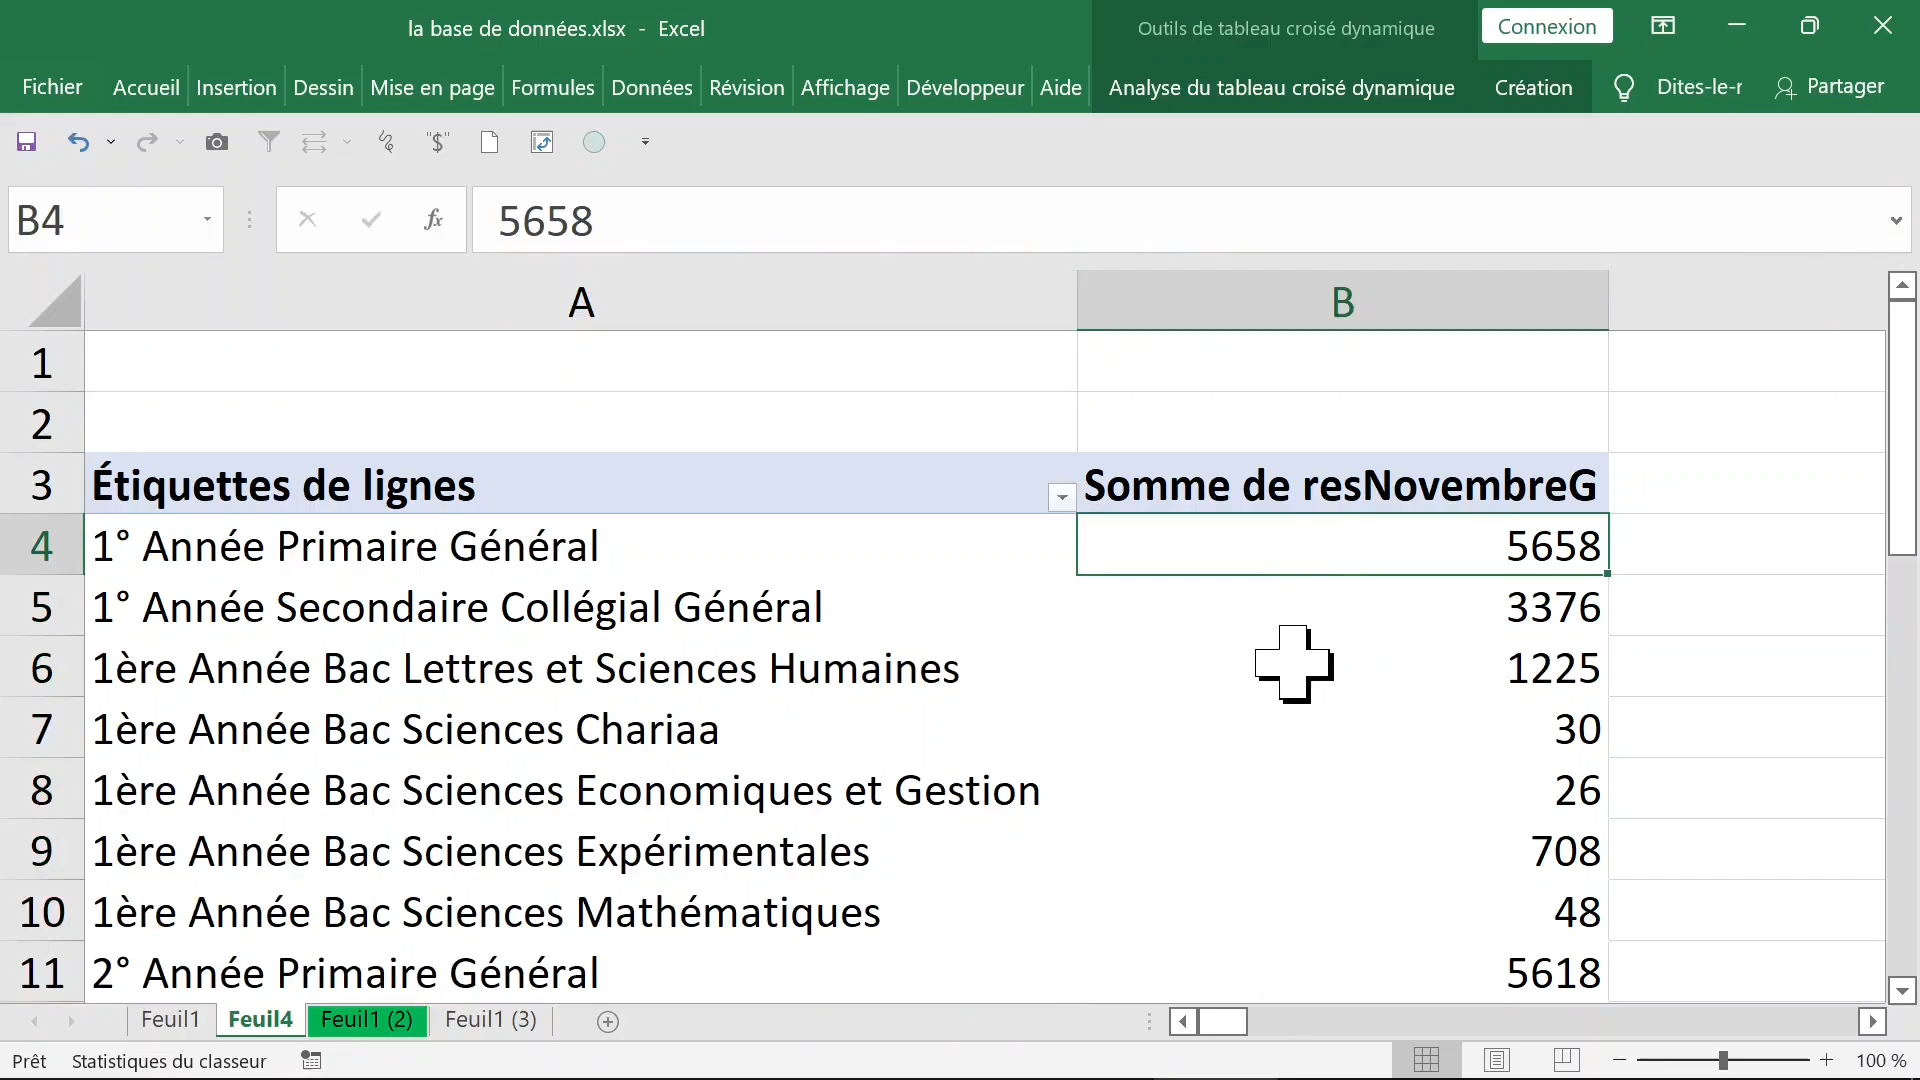 la base de données.xlsx - Excel
Outils de tableau croisé dynamique
Connexion
Fichier Accueil Insertion Dessin Mise en page Formules Données Révision Affichage Développeur Aide Analyse du tableau croisé dynamique Création Dites-le-r Partager
"$"
B4 fx 5658
A B
1
2
3 Étiquettes de lignes Somme de resNovembreG
4 1° Année Primaire Général 5658
5 1° Année Secondaire Collégial Général 3376
6 1ère Année Bac Lettres et Sciences Humaines 1225
7 1ère Année Bac Sciences Chariaa 30
8 1ère Année Bac Sciences Economiques et Gestion 26
9 1ère Année Bac Sciences Expérimentales 708
10 1ère Année Bac Sciences Mathématiques 48
11 2° Année Primaire Général 5618
Feuil1 Feuil4 Feuil1 (2) Feuil1 (3)
Prêt Statistiques du classeur 100 %